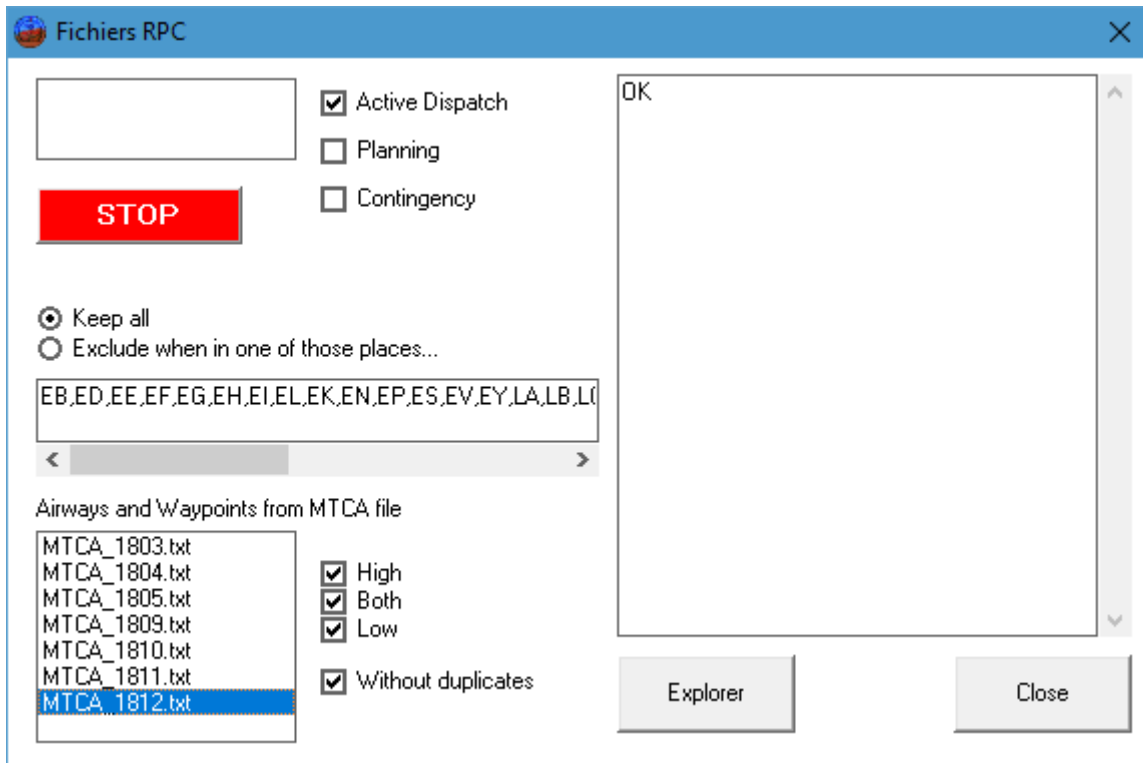 Fichiers RPC
Active Dispatch
Planning
Contingency
STOP
Keep all
Exclude when in one of those places...
EB,ED,EE,EF,EG,EH,EI,EL,EK,EN,EP,ES,EV,EY,LA,LB,
Airways and Waypoints from MTCA file
MTCA_1803.txt
MTCA_1804.txt
MTCA_1805.txt
MTCA_1809.txt
MTCA_1810.txt
MTCA_1811.txt
MTCA_1812.txt
High
Both
Low
Without duplicates
OK
Explorer
Close